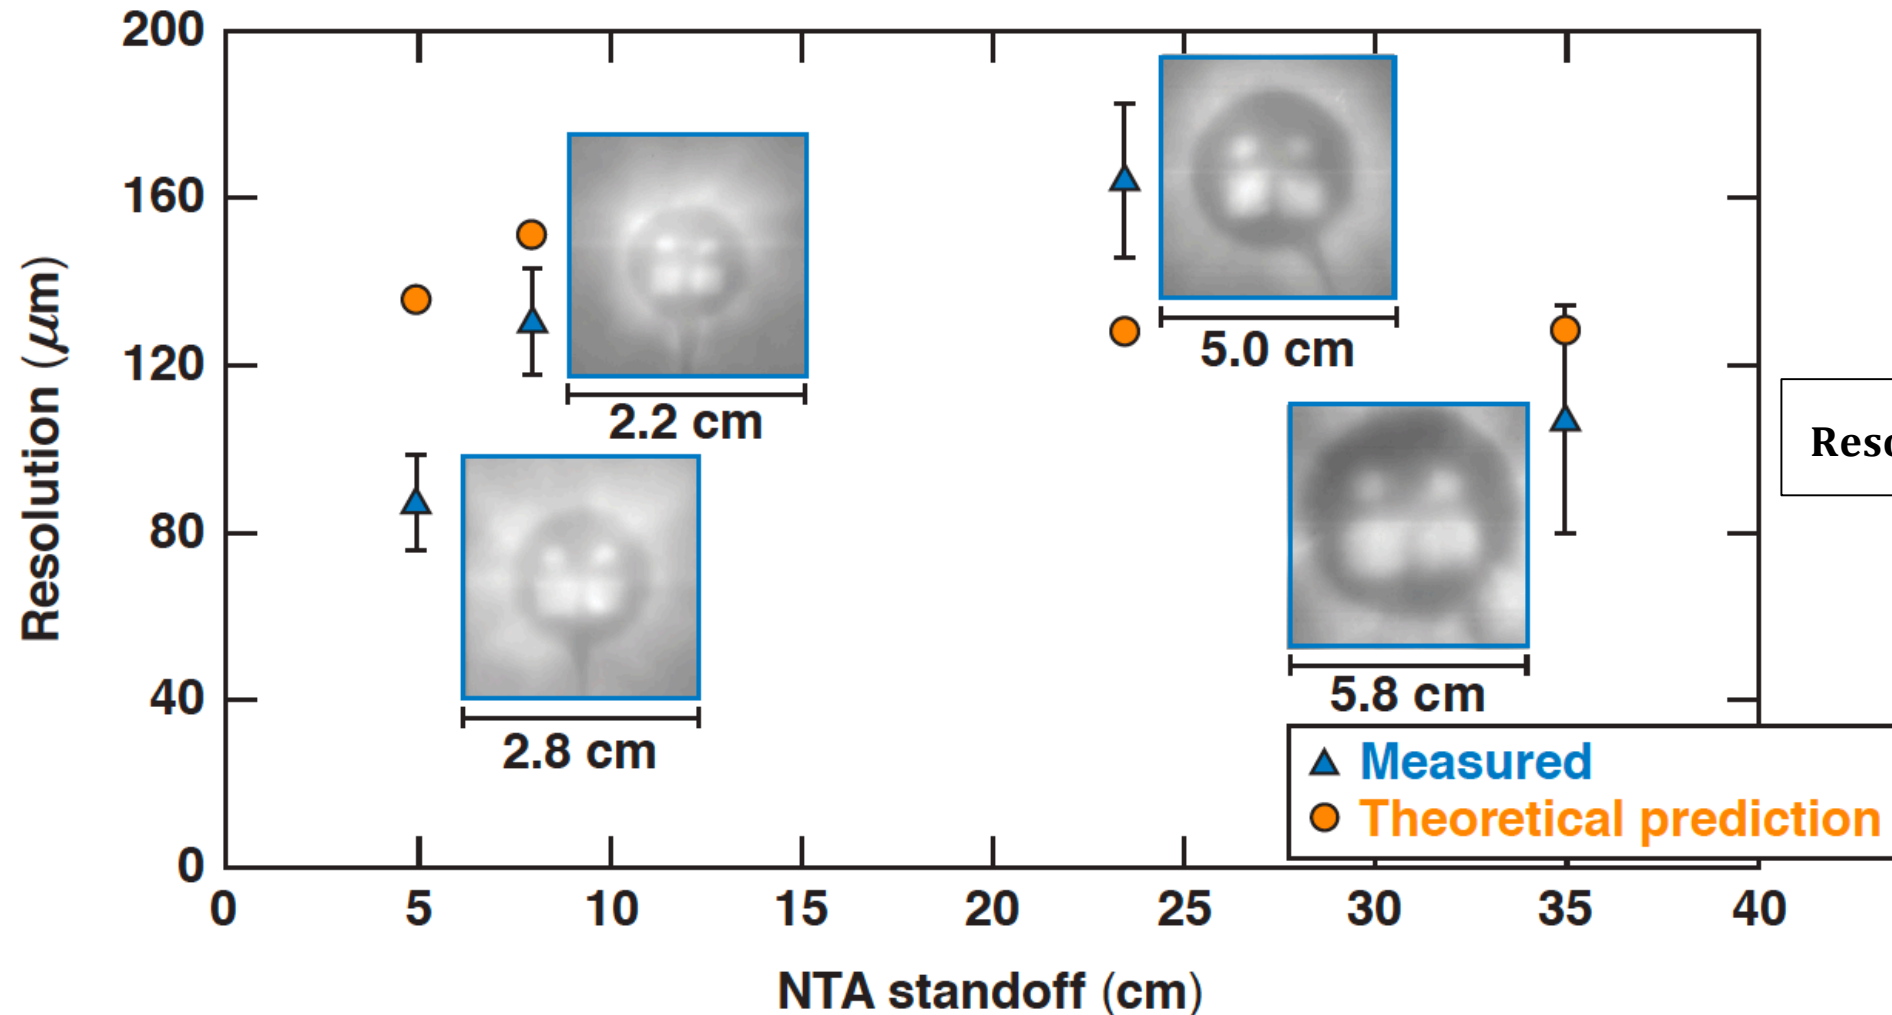 200
160
120
80
40
0
Resolution (μm)
0 5 10 15 20 25 30 35 40
NTA standoff (cm)
2.2 cm
2.8 cm
5.0 cm
5.8 cm
Measured
Theoretical prediction